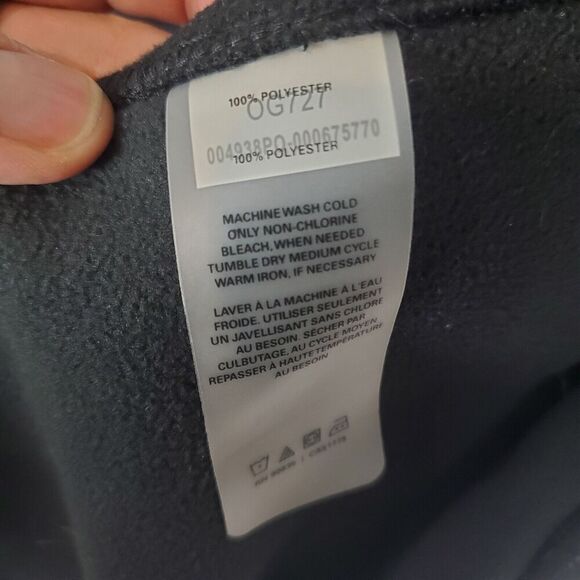 100% POLYESTER
OG727
004938PO-000675770
100% POLYESTER
MACHINE WASH COLD
ONLY NON-CHLORINE
BLEACH, WHEN NEEDED
TUMBLE DRY MEDIUM CYCLE
WARM IRON, IF NECESSARY
LAVER À LA MACHINE À L'EAU
FROIDE. UTILISER SEULEMENT
UN JAVELLISANT SANS CHLORE
AU BESOIN. SÉCHER PAR
CULBUTAGE, AU CYCLE MOYEN.
REPASSER À HAUTE TEMPÉRATURE
AU BESOIN